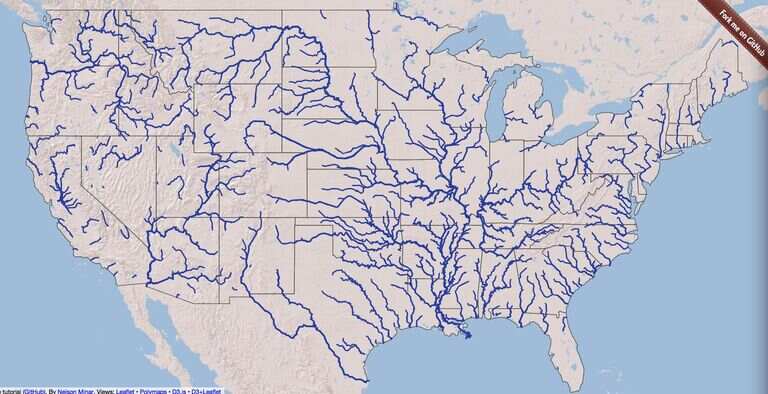 Fork me on GitHub
tutorial (GitHub). By Nelson Minar. Views: Leaflet • Polymaps • D3.js • D3+Leaflet